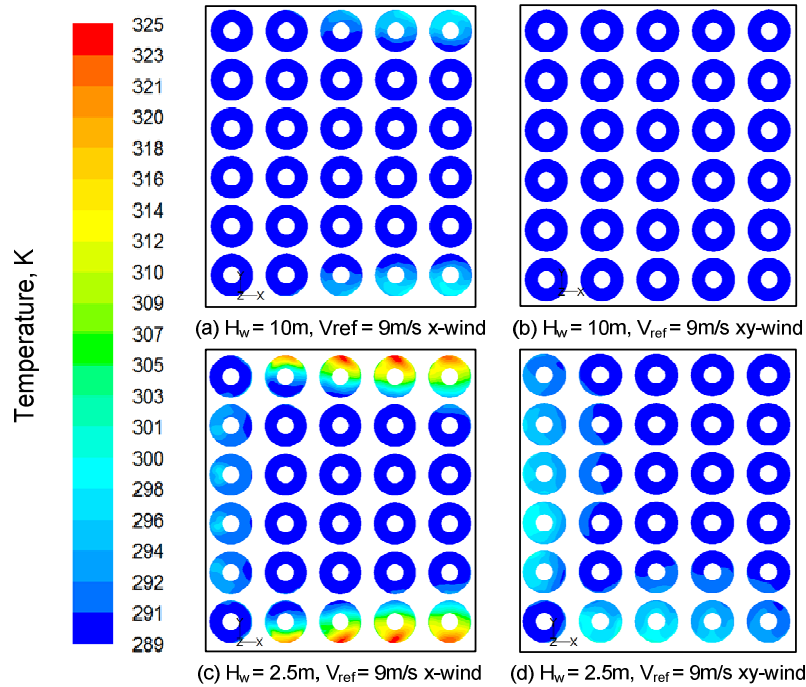 Temperature, K
325
323
321
320
318
316
315
314
312
310
309
307
305
303
301
300
298
296
294
292
291
289
Y
Z X
(a) Hw = 10m, Vref = 9m/s x-wind
Z X
(b) Hw = 10m, Vref = 9m/s xy-wind
Y
Z X
(c) Hw = 2.5m, Vref = 9m/s x-wind
Y
Z X
(d) Hw = 2.5m, Vref = 9m/s xy-wind